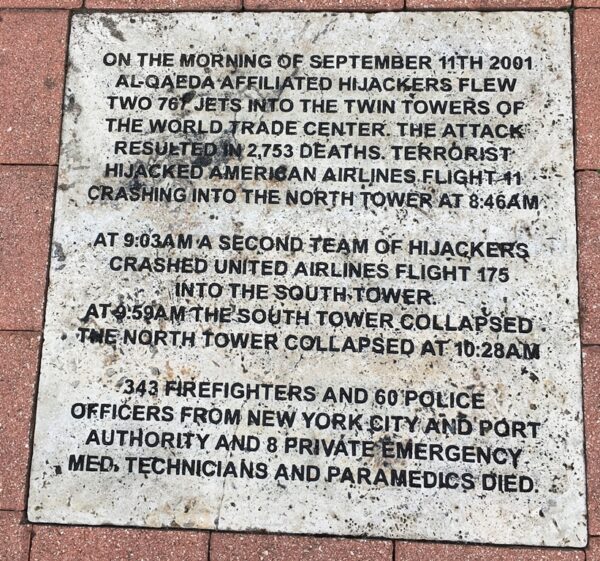 ON THE MORNING OF SEPTEMBER 11TH 2001
AL-QAEDA AFFILIATED HIJACKERS FLEW
TWO 767 JETS INTO THE TWIN TOWERS OF
THE WORLD TRADE CENTER. THE ATTACK
RESULTED IN 2,753 DEATHS. TERRORIST
HIJACKED AMERICAN AIRLINES FLIGHT 11
CRASHING INTO THE NORTH TOWER AT 8:46AM
AT 9:03AM A SECOND TEAM OF HIJACKERS
CRASHED UNITED AIRLINES FLIGHT 175
INTO THE SOUTH TOWER.
AT 9:59AM THE SOUTH TOWER COLLAPSED
THE NORTH TOWER COLLAPSED AT 10:28AM
343 FIREFIGHTERS AND 60 POLICE
OFFICERS FROM NEW YORK CITY AND PORT
AUTHORITY AND 8 PRIVATE EMERGENCY
MED. TECHNICIANS AND PARAMEDICS DIED.